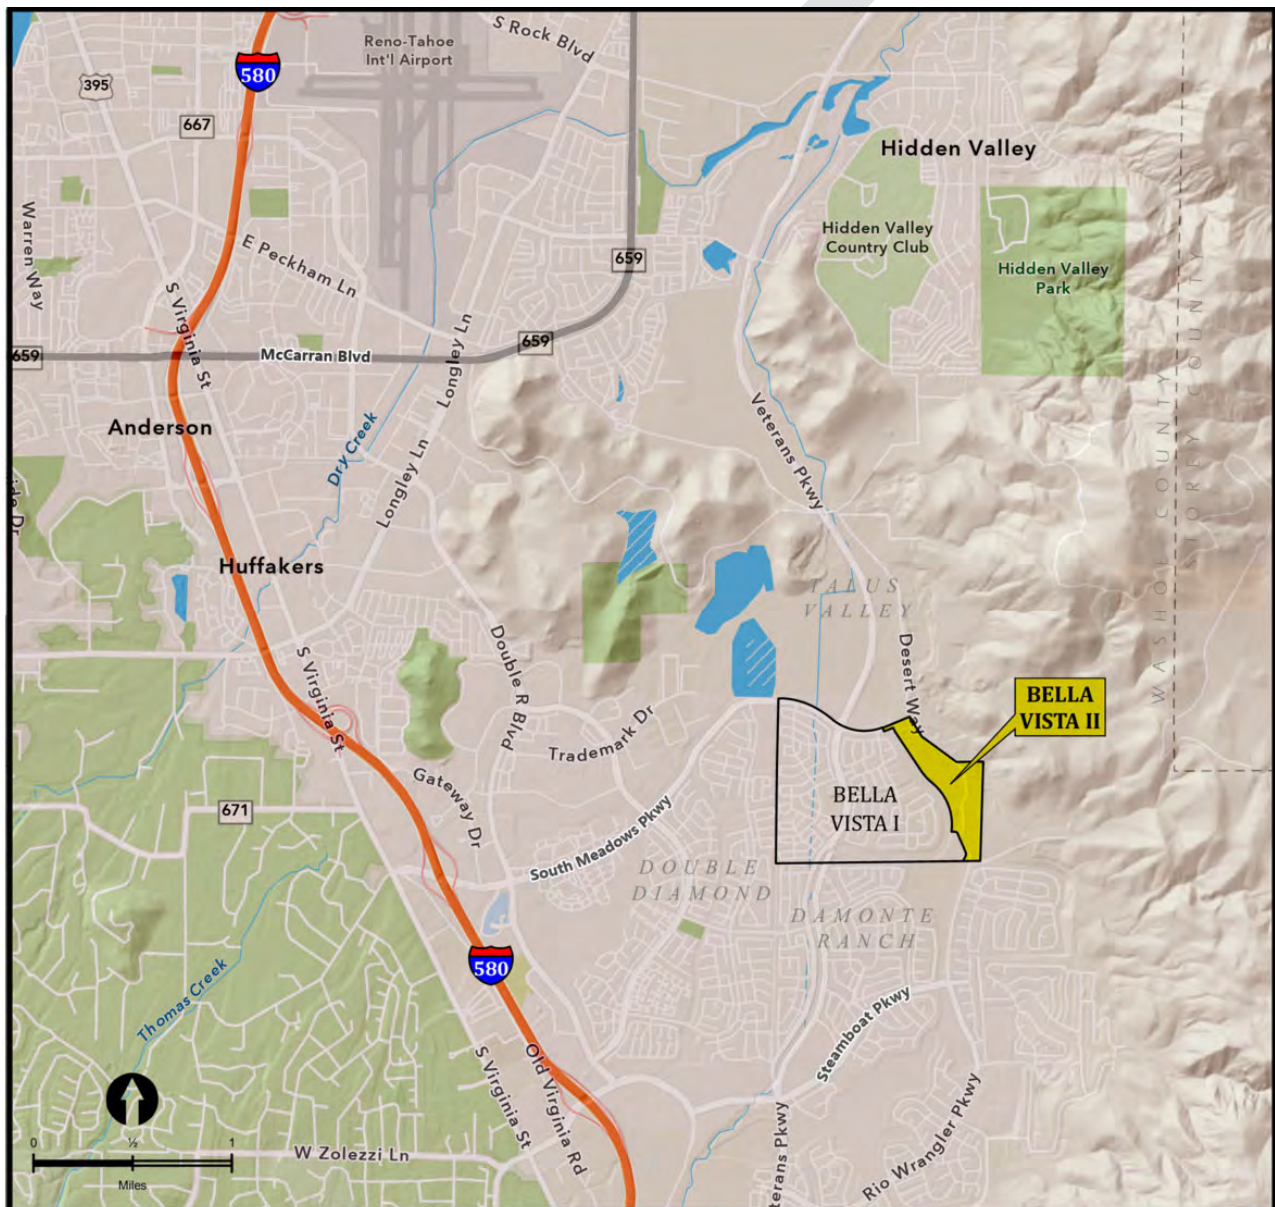 S Rock Blvd
Reno-Tahoe
Int'l Airport
580
395
667
Hidden Valley
Warren Way
E Peckham Ln
Hidden Valley
Country Club
659
Hidden Valley
Park
S Virginia St
659
659
McCarran Blvd
Longley Ln
WASHOE COUNTY
STOREY COUNTY
Anderson
Veterans Pkwy
Dry Creek
Longley Ln
Huffakers
TALUS
VALLEY
Double R Blvd
Desert Way
S Virginia St
BELLA
VISTA II
Trademark Dr
Gateway Dr
BELLA
VISTA I
671
South Meadows Pkwy
DOUBLE
DIAMOND
DAMONTE
RANCH
580
Thomas Creek
Steamboat Pkwy
S Virginia St
Old Virginia Rd
Rio Wrangler Pkwy
0
½
1
W Zolezzi Ln
Miles